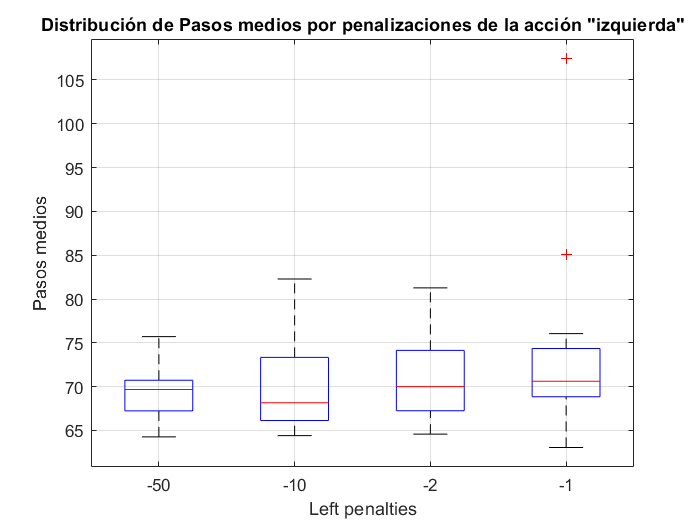 Distribución de Pasos medios por penalizaciones de la acción "izquierda"
105
100
95
90
85
80
75
70
65
Pasos medios
-50 -10 -2 -1
Left penalties